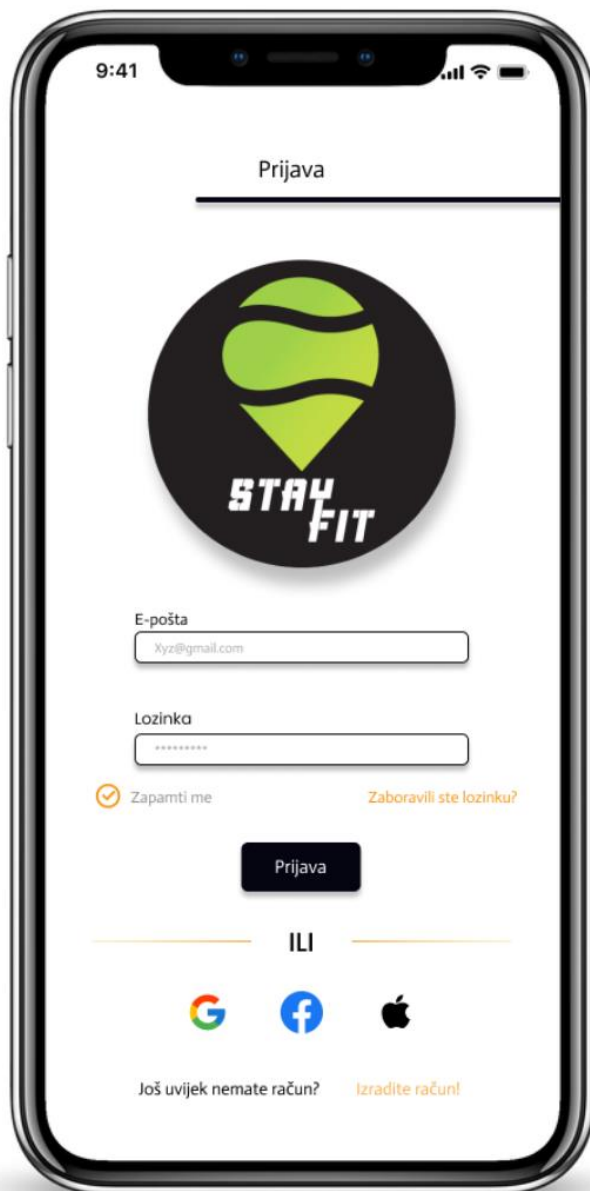 9:41
Prijava
STAY
FIT
E-pošta
Xyz@gmail.com
Lozinka
*********
Zapamti me
Zaboravili ste lozinku?
Prijava
ILI
Još uvijek nemate račun?
Izradite račun!